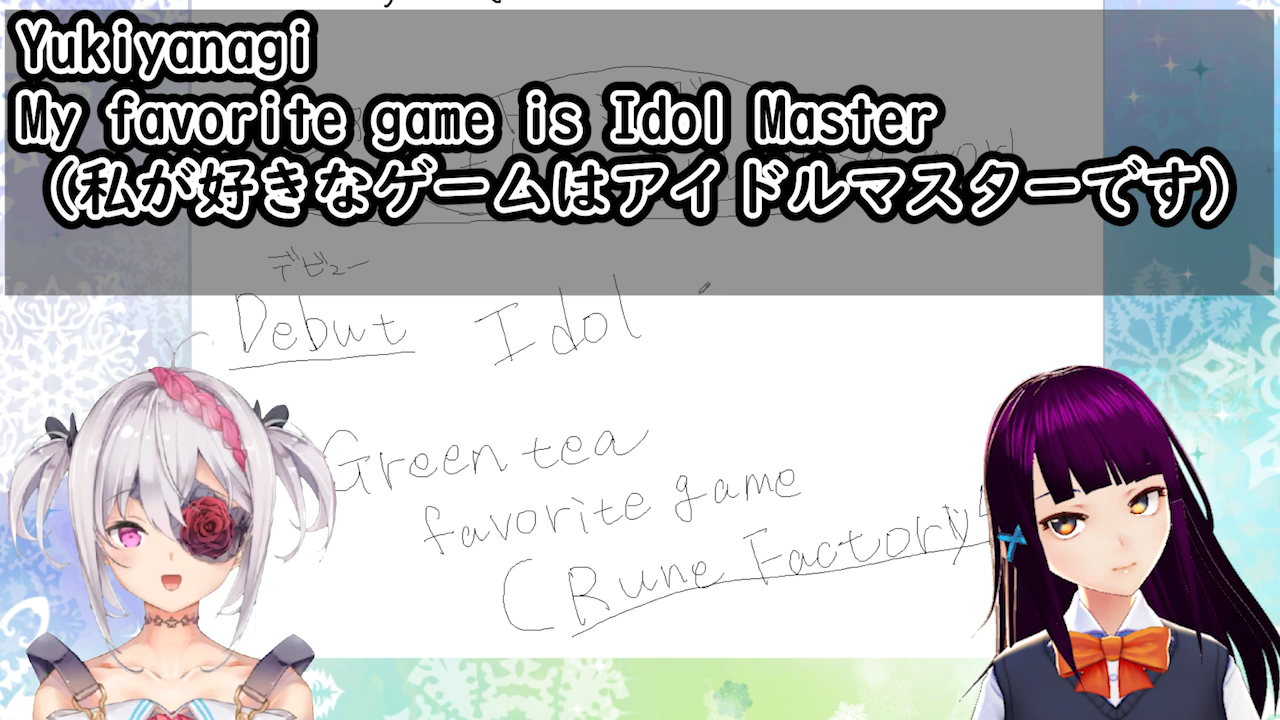 Yukiyanagi
My favorite game is Idol Master
(私が好きなゲームはアイドルマスターです)
デビュー
Debut Idol
Green tea
favorite game
(Rune Factory